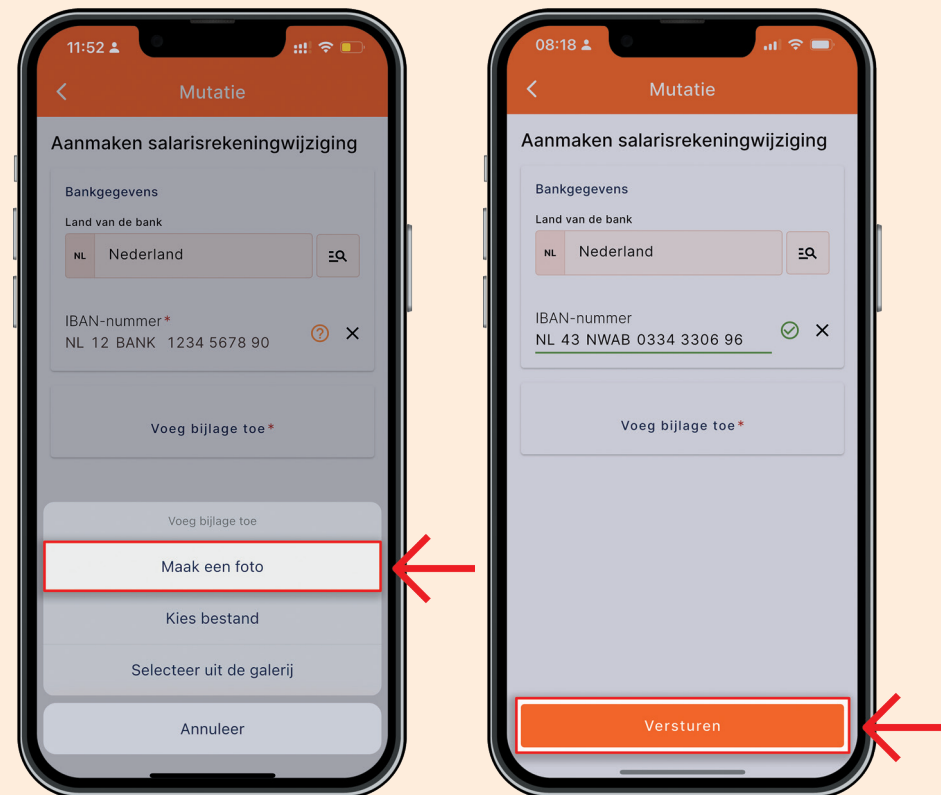 11:52
Mutatie
Aanmaken salarisrekeningwijziging
Bankgegevens
Land van de bank
NL Nederland
IBAN-nummer*
NL 12 BANK 1234 5678 90
Voeg bijlage toe*
Voeg bijlage toe
Maak een foto
Kies bestand
Selecteer uit de galerij
Annuleer
08:18
Mutatie
Aanmaken salarisrekeningwijziging
Bankgegevens
Land van de bank
NL Nederland
IBAN-nummer
NL 43 NWAB 0334 3306 96
Voeg bijlage toe*
Versturen